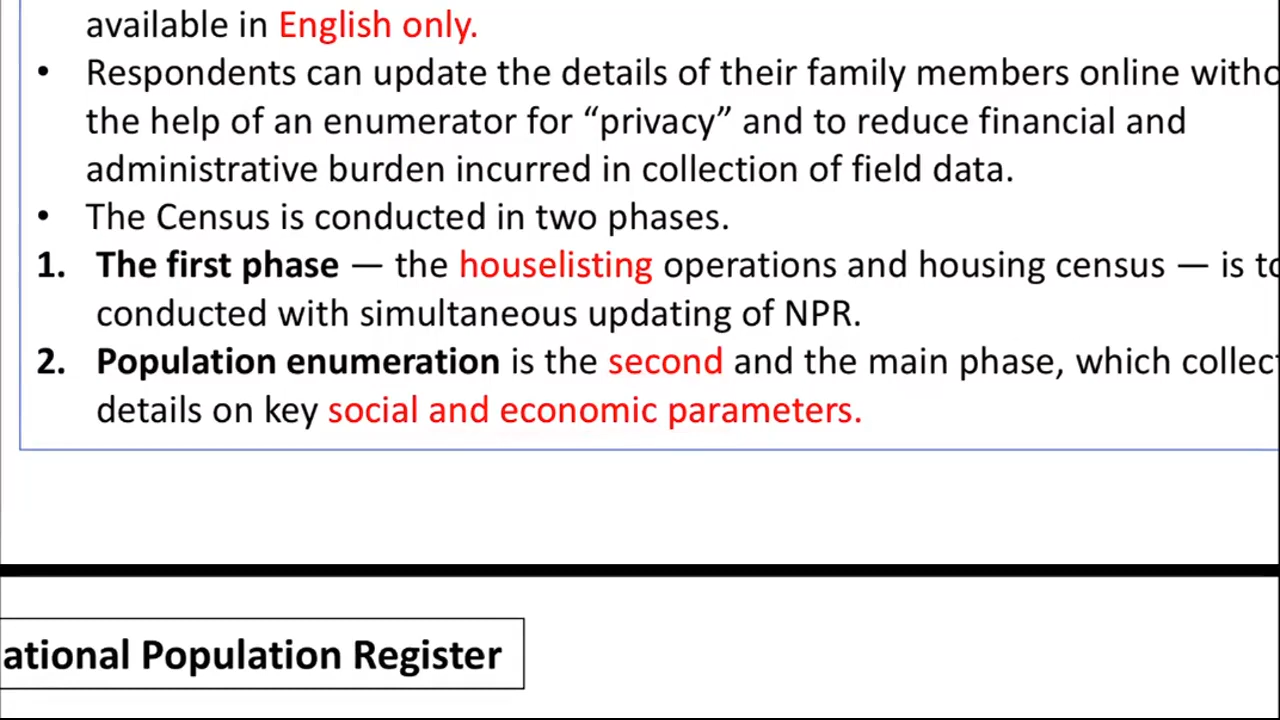 available in English only.
• Respondents can update the details of their family members online
the help of an enumerator for “privacy” and to reduce financial and
administrative burden incurred in collection of field data.
• The Census is conducted in two phases.
1. The first phase — the houselisting operations and housing census — is
conducted with simultaneous updating of NPR.
2. Population enumeration is the second and the main phase, which
details on key social and economic parameters.
Population Register